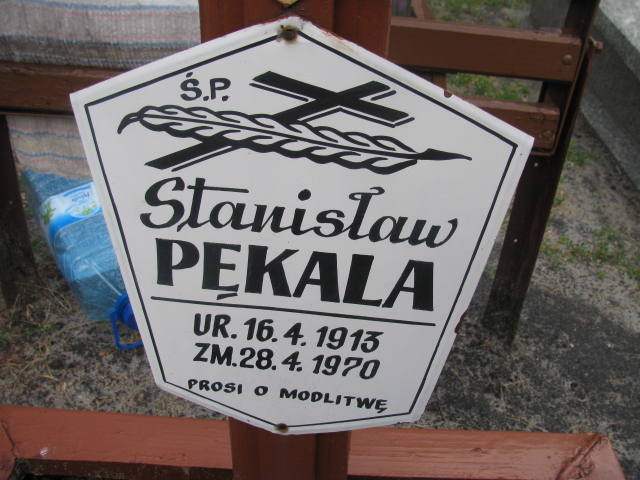 Ś.P.
Stanisław
PĘKALA
UR. 16. 4. 1913
ZM. 28. 4. 1970
PROSI O MODLITWĘ